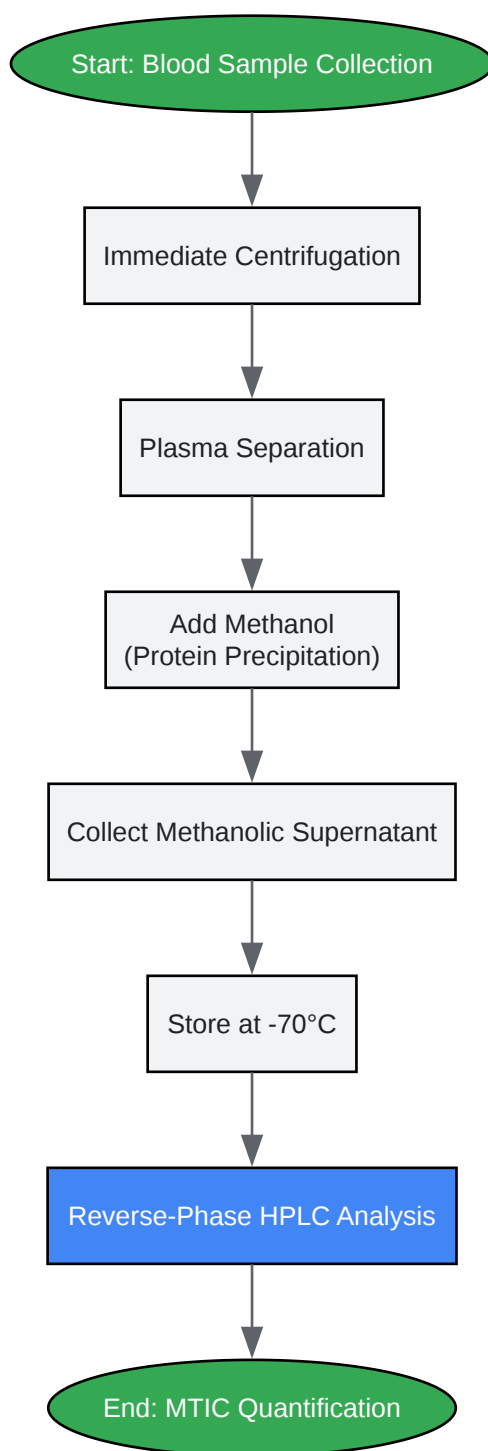 Start: Blood Sample Collection
Immediate Centrifugation
Plasma Separation
Add Methanol
(Protein Precipitation)
Collect Methanolic Supernatant
Store at -70°C
Reverse-Phase HPLC Analysis
End: MTIC Quantification